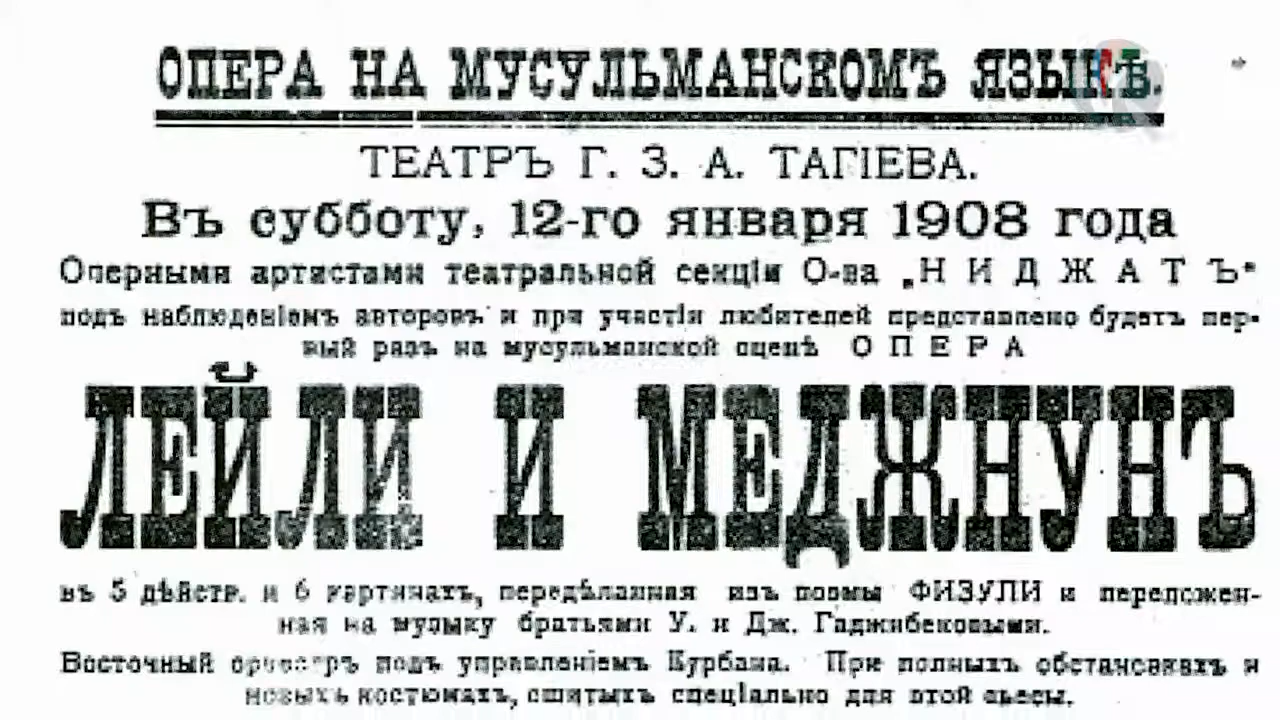 ОПЕРА НА МУСУЛЬМАНСКОМЪ ЯЗЫКѢ.
ТЕАТРЪ Г. З. А. ТАГІЕВА.
Въ субботу, 12-го января 1908 года
Оперными артистами театральной секціи О-ва „НИДЖАТЪ“
подъ наблюденіемъ авторовъ и при участіи любителей представлено будетъ пер-
вый разъ на мусульманской сценѣ ОПЕРА
ЛЕЙЛИ И МЕДЖНУНЪ
въ 5 дѣйств. и 6 картинахъ, передѣланная изъ поэмы ФИЗУЛИ и переложен-
ная на музыку братьями У. и Дж. Гаджибековыми.
Восточный оркестръ подъ управленіемъ Курбана. При полныхъ обстановкахъ и
новыхъ костюмахъ, сшитыхъ спеціально для этой пьесы.